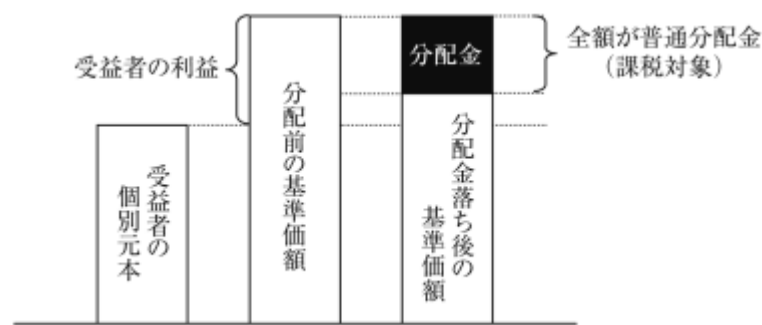 受益者の利益
分配金
全額が普通分配金
（課税対象）
受益者の
個別元本
分配前の基準価額
分配金落ち後の
基準価額